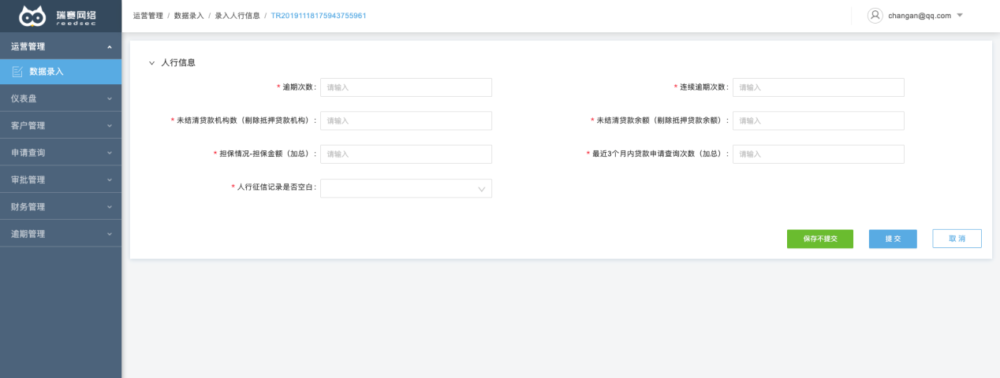 瑞赛网络
reedsec
运营管理 / 数据录入 / 录入人行信息 / TR20191118175943755961
changan@qq.com
运营管理
数据录入
仪表盘
客户管理
申请查询
审批管理
财务管理
逾期管理
人行信息
* 逾期次数: 请输入
* 连续逾期次数: 请输入
* 未结清贷款机构数（剔除抵押贷款机构）: 请输入
* 未结清贷款余额（剔除抵押贷款余额）: 请输入
* 担保情况-担保金额（加总）: 请输入
* 最近3个月内贷款申请查询次数（加总）: 请输入
* 人行征信记录是否空白:
保存不提交
提 交
取 消